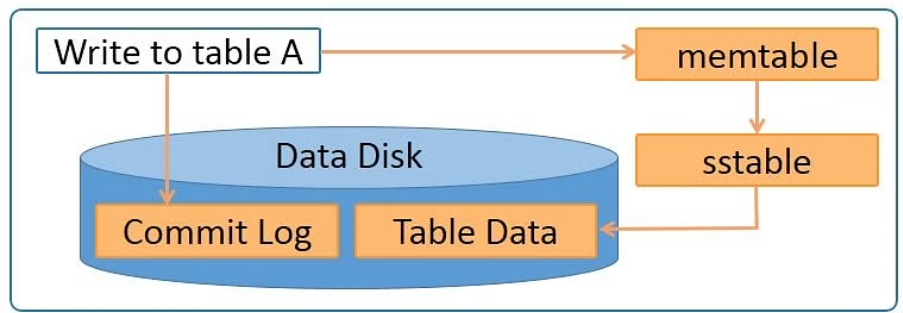 Write to table A
memtable
Data Disk
sstable
Commit Log
Table Data